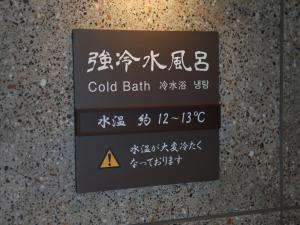 強冷水風呂
Cold Bath 冷水浴 냉탕
水温 約 12～13℃
水温が大変冷たく
なっております